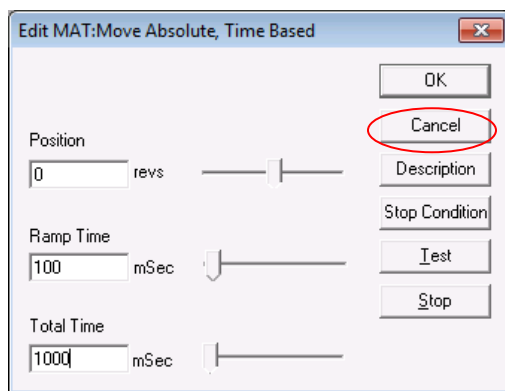 Edit MAT:Move Absolute, Time Based
OK
Cancel
Position
0 revs
Description
Stop Condition
Ramp Time
100 mSec
Test
Stop
Total Time
1000 mSec